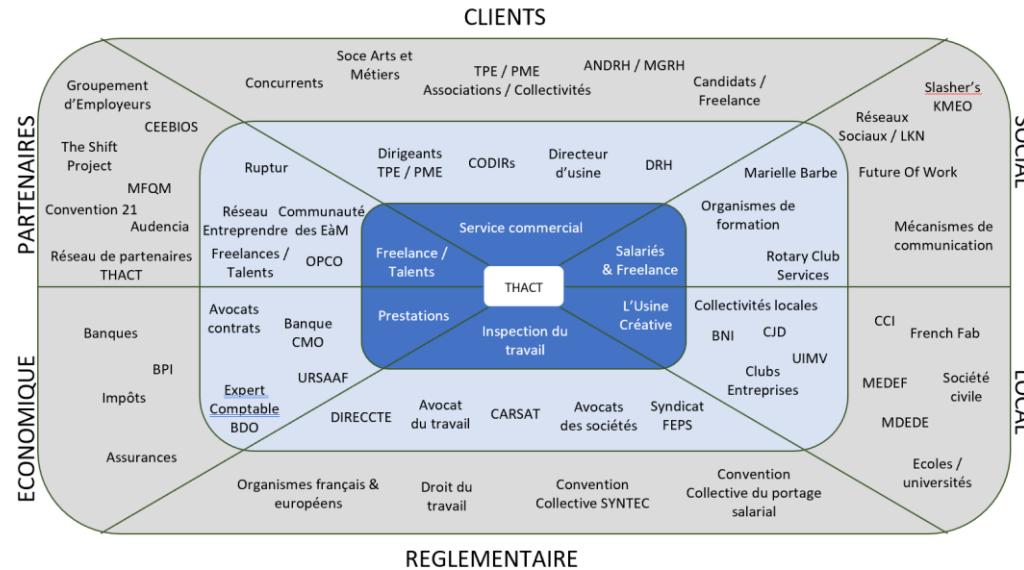 CLIENTS
Soce Arts et
Métiers
Concurrents
TPE / PME
Associations / Collectivités
ANDRH / MGRH
Candidats /
Freelance
Groupement
d'Employeurs
CEEBIOS
The Shift
Project
MFQM
Convention 21
Audencia
Réseau de partenaires
THACT
PARTENAIRES
Slasher's
KMEO
Réseaux
Sociaux / LKN
Future Of Work
Mécanismes de
communication
SOCIAL
Ruptur
Dirigeants
TPE / PME
CODIRs
Directeur
d'usine
DRH
Marielle Barbe
Réseau
Entreprendre
Communauté
des EàM
Freelances /
Talents
OPCO
Organismes de
formation
Rotary Club
Services
Service commercial
Freelance /
Talents
Salariés
& Freelance
THACT
Prestations
Inspection du
travail
L'Usine
Créative
Avocats
contrats
Banque
CMO
URSAAF
Expert
Comptable
BDO
DIRECCTE
Avocat
du travail
CARSAT
Avocats
des sociétés
Syndicat
FEPS
Collectivités locales
BNI
CJD
UIMV
Clubs
Entreprises
ECONOMIQUE
Banques
BPI
Impôts
Assurances
CCI
French Fab
MEDEF
Société
civile
MDEDE
Ecoles /
universités
LOCAL
Organismes français &
européens
Droit du
travail
Convention
Collective SYNTEC
Convention
Collective du portage
salarial
REGLEMENTAIRE